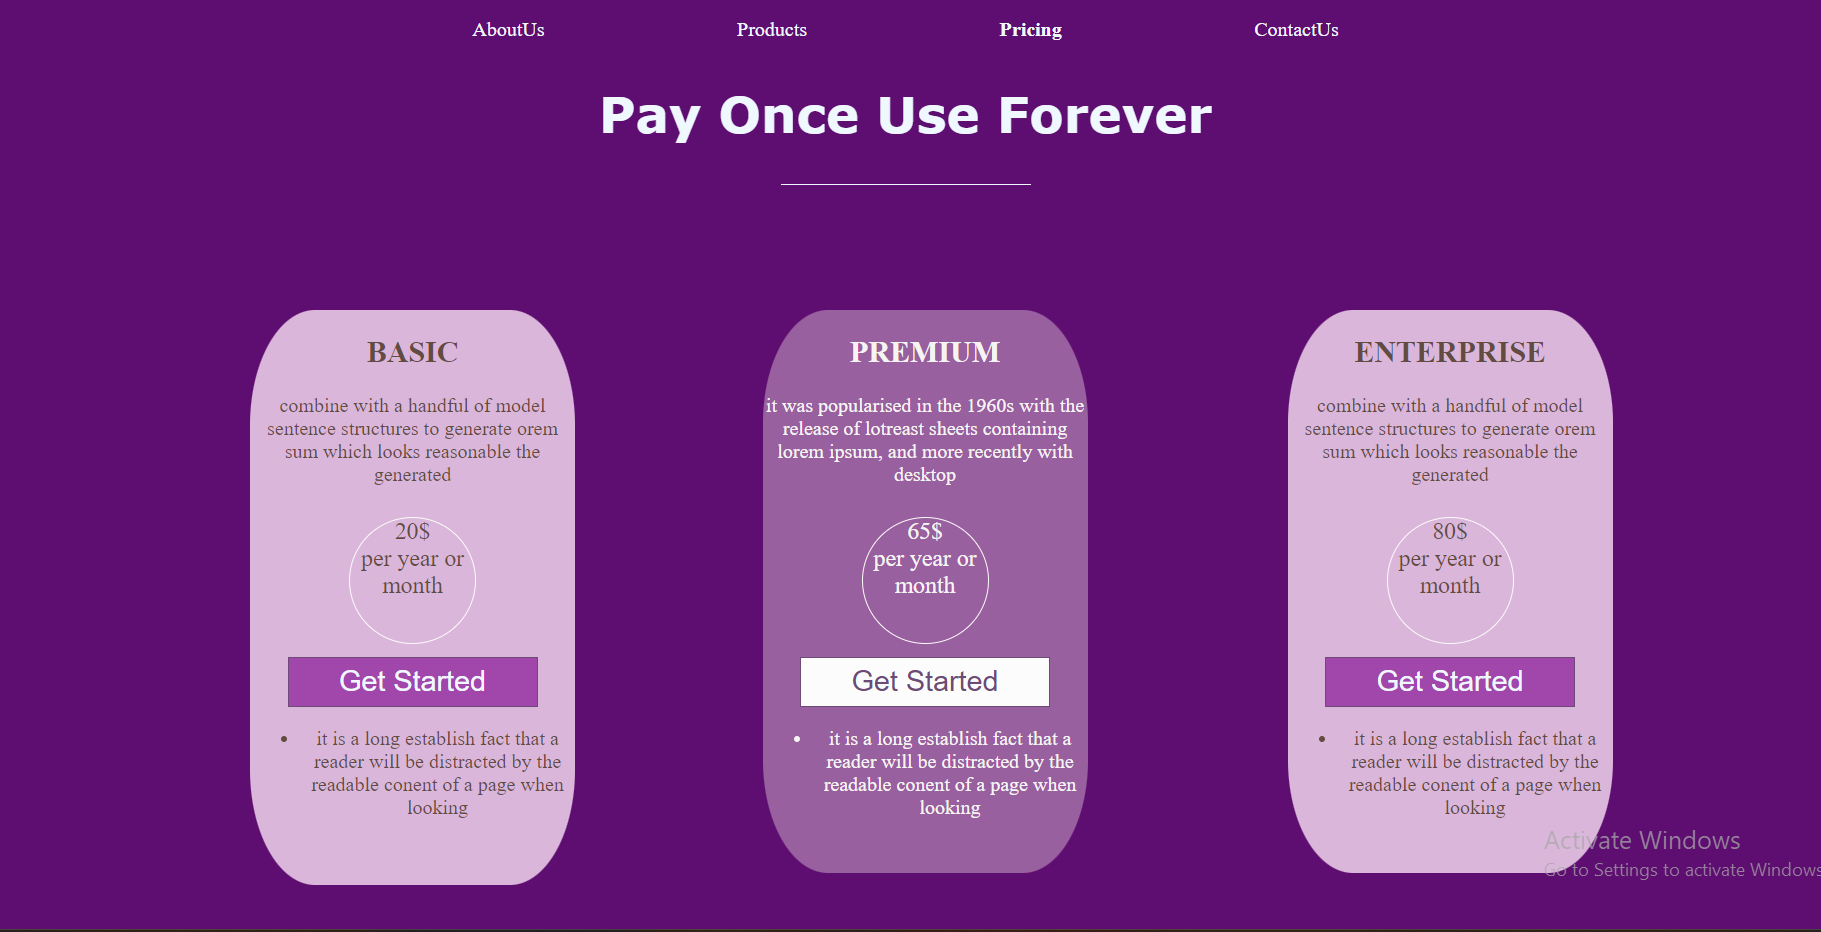 AboutUs Products Pricing ContactUs
Pay Once Use Forever
BASIC
combine with a handful of model
sentence structures to generate orem
sum which looks reasonable the
generated
20$
per year or
month
Get Started
• it is a long establish fact that a
reader will be distracted by the
readable conent of a page when
looking
PREMIUM
it was popularised in the 1960s with the
release of lotreast sheets containing
lorem ipsum, and more recently with
desktop
65$
per year or
month
Get Started
• it is a long establish fact that a
reader will be distracted by the
readable conent of a page when
looking
ENTERPRISE
combine with a handful of model
sentence structures to generate orem
sum which looks reasonable the
generated
80$
per year or
month
Get Started
• it is a long establish fact that a
reader will be distracted by the
readable conent of a page when
looking
Activate Windows
Go to Settings to activate Windows